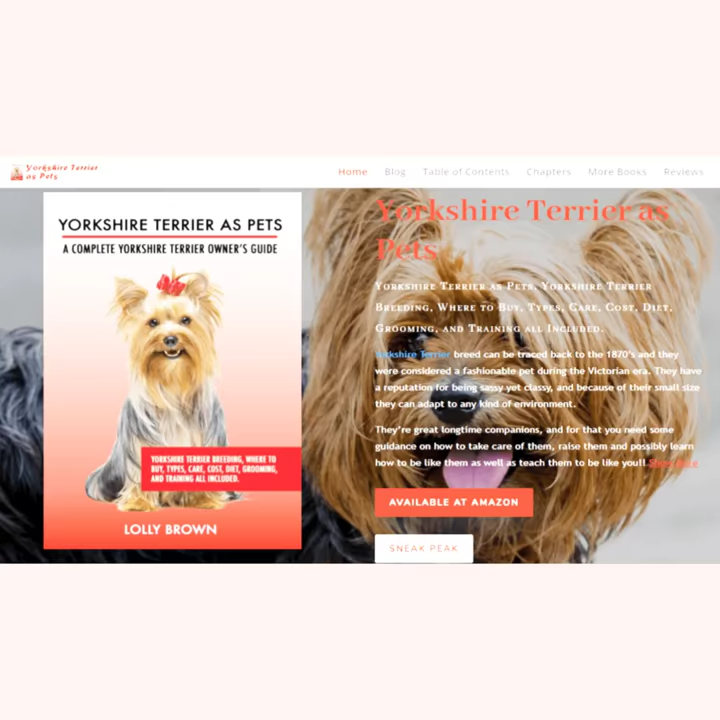 Yorkshire Terrier
as Pets
Home Blog Table of Contents Chapters More Books Reviews
YORKSHIRE TERRIER AS PETS
A COMPLETE YORKSHIRE TERRIER OWNER'S GUIDE
YORKSHIRE TERRIER BREEDING, WHERE TO
BUY, TYPES, CARE, COST, DIET, GROOMING,
AND TRAINING ALL INCLUDED.
LOLLY BROWN
Yorkshire Terrier as
Pets
Yorkshire Terrier as Pets, Yorkshire Terrier
Breeding, Where to Buy, Types, Care, Cost, Diet,
Grooming, and Training all Included.
Yorkshire Terrier breed can be traced back to the 1870's and they
were considered a fashionable pet during the Victorian era. They have
a reputation for being sassy yet classy, and because of their small size
they can adapt to any kind of environment.
They're great longtime companions, and for that you need some
guidance on how to take care of them, raise them and possibly learn
how to be like them as well as teach them to be like you!!
AVAILABLE AT AMAZON
SNEAK PEAK